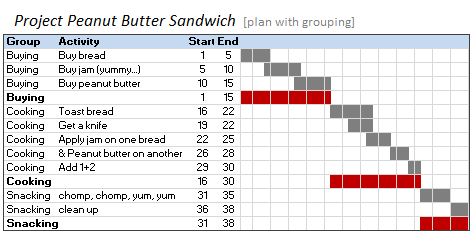 Project Peanut Butter Sandwich [plan with grouping]
Group Activity Start End
Buying Buy bread 1 5
Buying Buy jam (yummy...) 5 10
Buying Buy peanut butter 10 15
Buying 1 15
Cooking Toast bread 16 22
Cooking Get a knife 19 22
Cooking Apply jam on one bread 22 25
Cooking & Peanut butter on another 26 28
Cooking Add 1+2 29 30
Cooking 16 30
Snacking chomp, chomp, yum, yum 31 35
Snacking clean up 36 38
Snacking 31 38